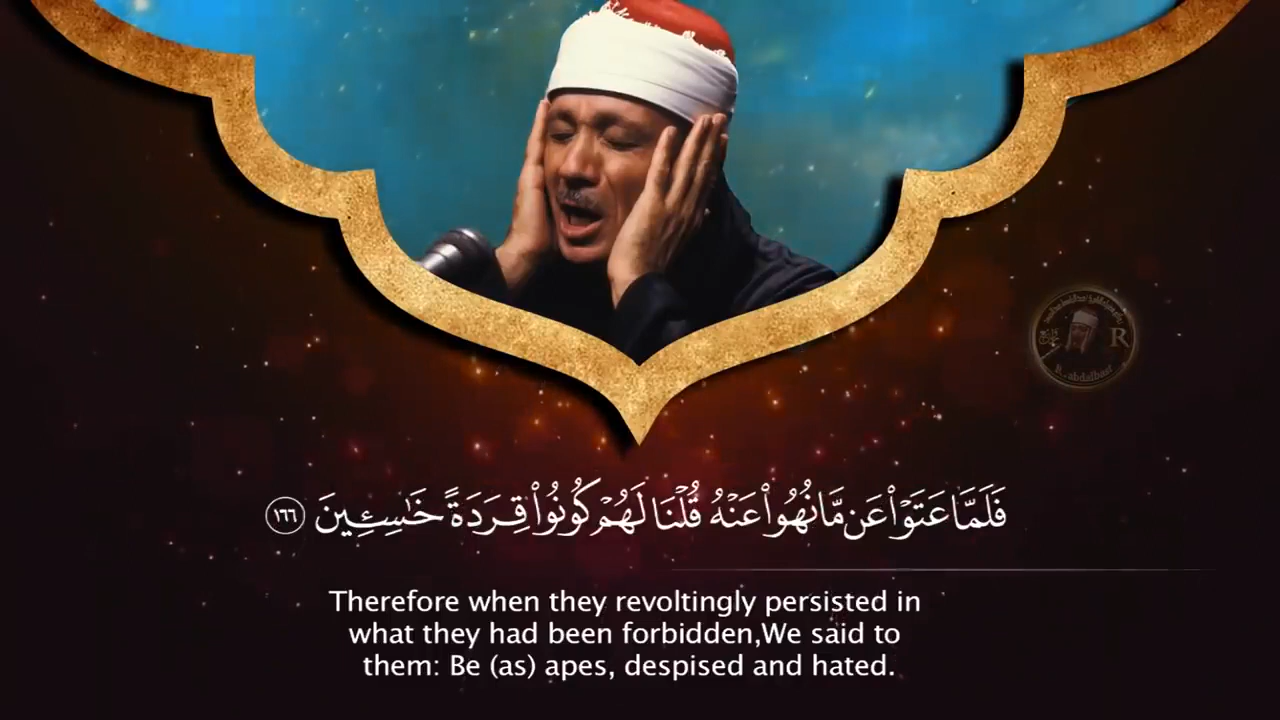 R
R..abdalbast
فَلَمَّا عَتَوْا۟ عَن مَّا نُهُوا۟ عَنْهُ قُلْنَا لَهُمْ كُونُوا۟ قِرَدَةً خَٰسِـِٔينَ ١٦٦
Therefore when they revoltingly persisted in
what they had been forbidden,We said to
them: Be (as) apes, despised and hated.